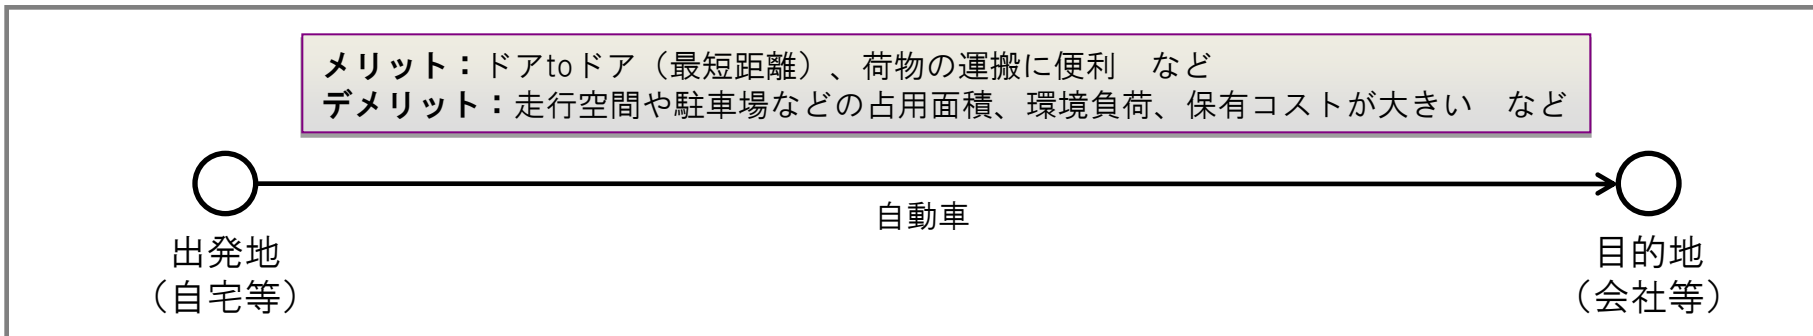 メリット：ドアtoドア（最短距離）、荷物の運搬に便利　など
デメリット：走行空間や駐車場などの占用面積、環境負荷、保有コストが大きい　など
自動車
出発地
（自宅等）
目的地
（会社等）